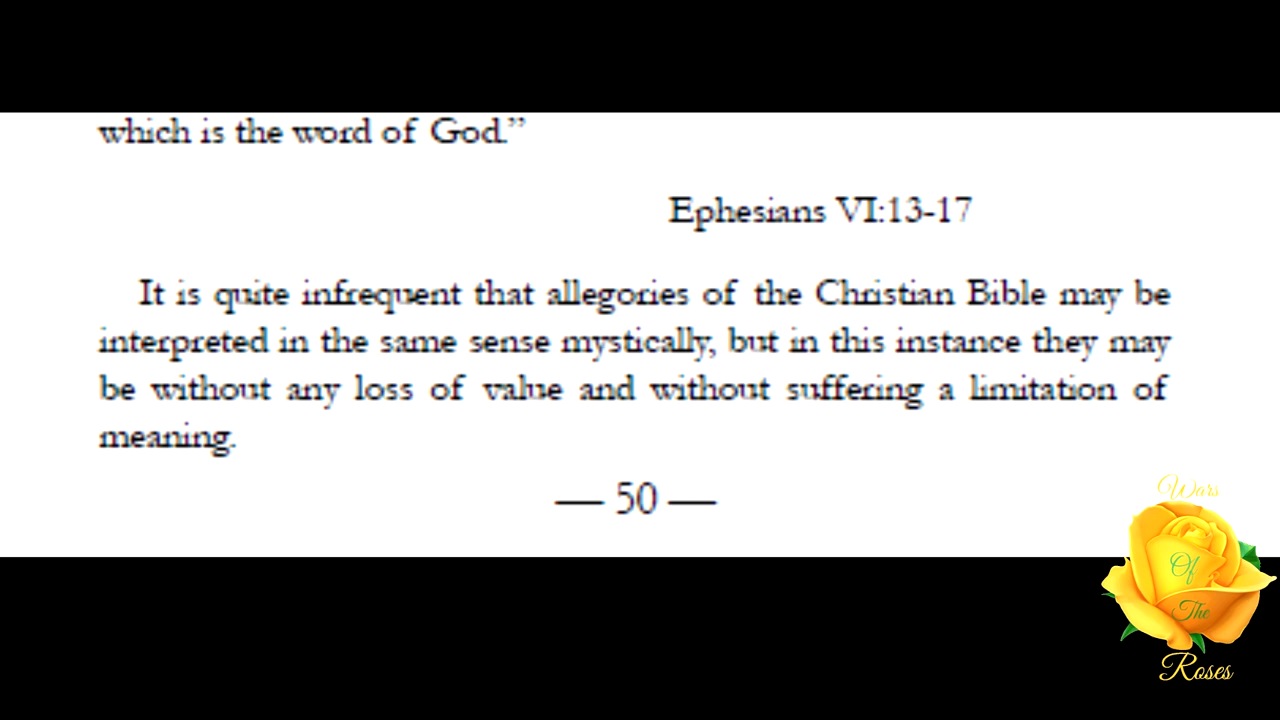 which is the word of God.”
Ephesians VI:13-17
It is quite infrequent that allegories of the Christian Bible may be
interpreted in the same sense mystically, but in this instance they may
be without any loss of value and without suffering a limitation of
meaning.
— 50 —
Wars
Of
The
Roses